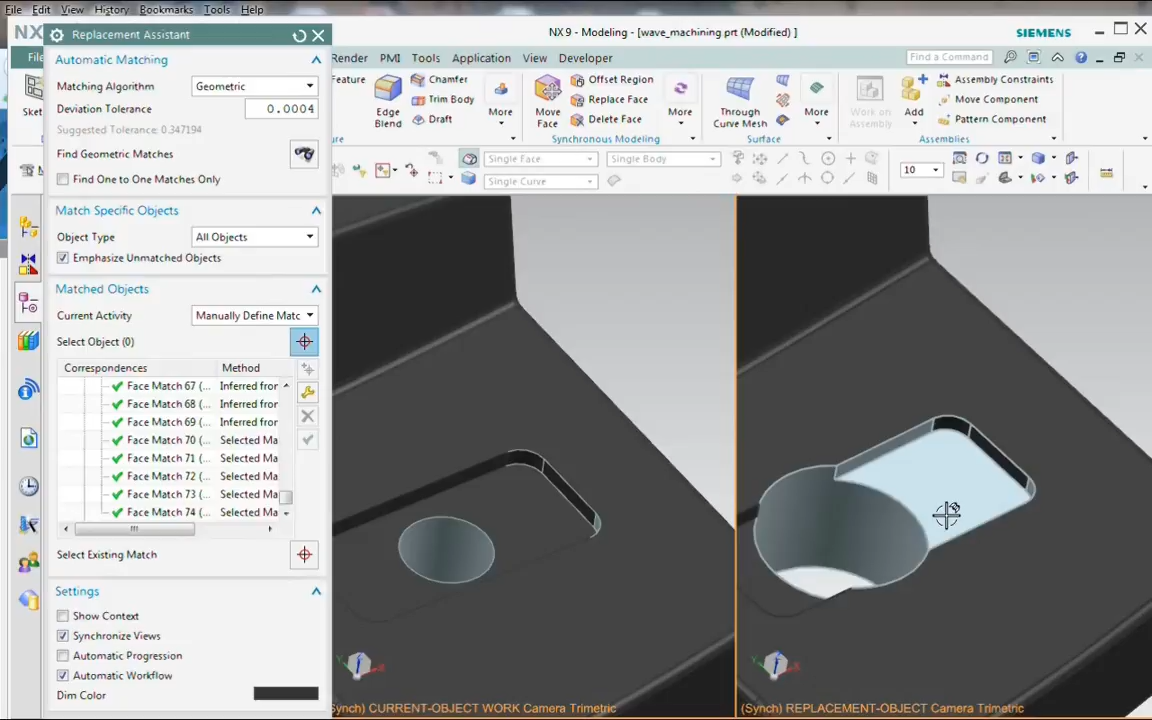 File Edit View History Bookmarks Tools Help
NX
Replacement Assistant
NX 9 - Modeling - [wave_machining.prt (Modified) ]
SIEMENS
File
Render PMI Tools Application View Developer
Find a Command
Automatic Matching
Matching Algorithm Geometric
Deviation Tolerance 0.0004
Suggested Tolerance: 0.347194
Find Geometric Matches
Find One to One Matches Only
Match Specific Objects
Object Type All Objects
Emphasize Unmatched Objects
Matched Objects
Current Activity Manually Define Matc
Select Object (0)
Correspondences Method
Face Match 67 (... Inferred fror
Face Match 68 (... Inferred fror
Face Match 69 (... Inferred fror
Face Match 70 (... Selected Ma
Face Match 71 (... Selected Ma
Face Match 72 (... Selected Ma
Face Match 73 (... Selected Ma
Face Match 74 (... Selected Ma
Select Existing Match
Settings
Show Context
Synchronize Views
Automatic Progression
Automatic Workflow
Dim Color
Sket
Feature
Edge Blend
Chamfer
Trim Body
Draft
More
Move Face
Offset Region
Replace Face
Delete Face
More
Synchronous Modeling
Through Curve Mesh
More
Surface
Work on Assembly
Add
Assembly Constraints
Move Component
Pattern Component
Assemblies
Single Face
Single Body
Single Curve
10
Synch) CURRENT-OBJECT WORK Camera Trimetric
(Synch) REPLACEMENT-OBJECT Camera Trimetric